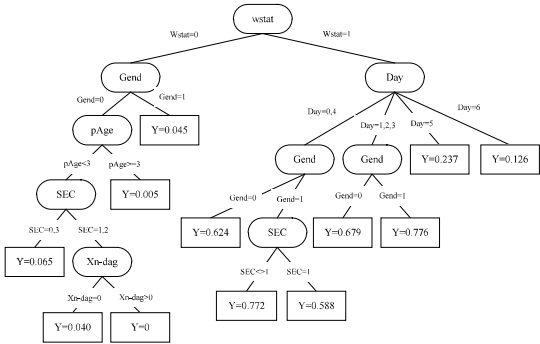 wstat
Wstat=0 Wstat=1
Gend Day
Gend=0 Gend=1 Day=0,4 Day=1,2,3 Day=5 Day=6
pAge Y=0.045
pAge<3 pAge>=3 Gend Gend Y=0.237 Y=0.126
SEC Y=0.005 Gend=0 Gend=1 Gend=0 Gend=1
SEC=0,3 SEC=1,2 Y=0.624 SEC Y=0.679 Y=0.776
Y=0.065 Xn-dag SEC<>1 SEC=1
Xn-dag=0 Xn-dag>0 Y=0.772 Y=0.588
Y=0.040 Y=0